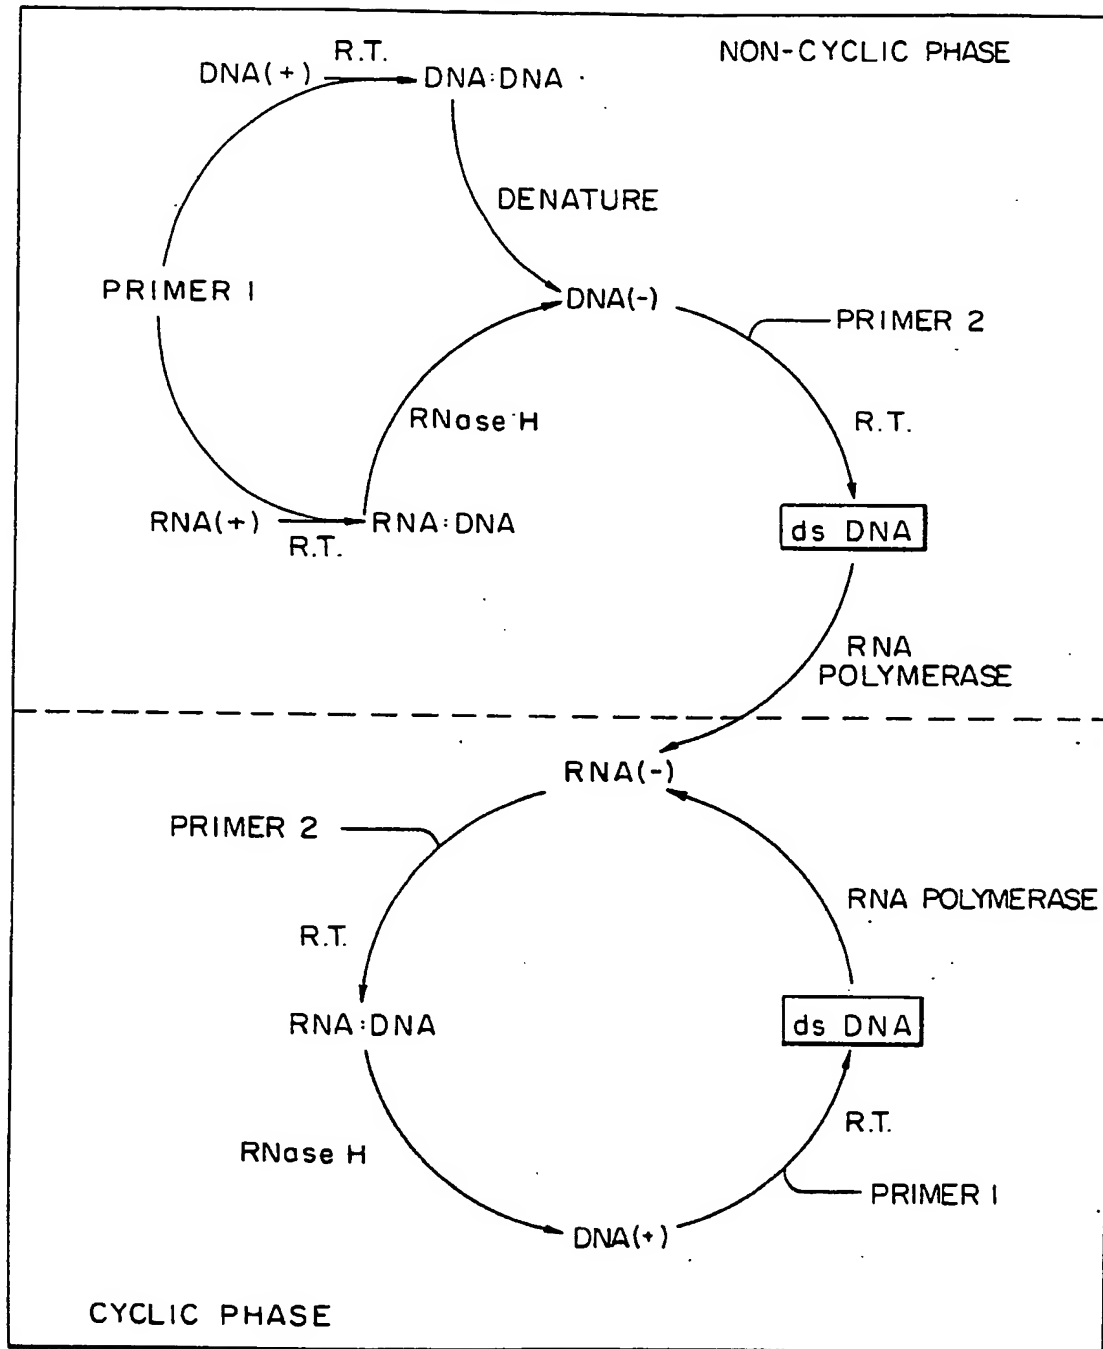 NON-CYCLIC PHASE
DNA(+)
R.T.
DNA:DNA
DENATURE
PRIMER 1
DNA(-)
PRIMER 2
RNase H
R.T.
RNA(+)
R.T.
RNA:DNA
ds DNA
RNA
POLYMERASE
RNA(-)
PRIMER 2
RNA POLYMERASE
R.T.
RNA:DNA
ds DNA
R.T.
RNase H
PRIMER 1
DNA(+)
CYCLIC PHASE